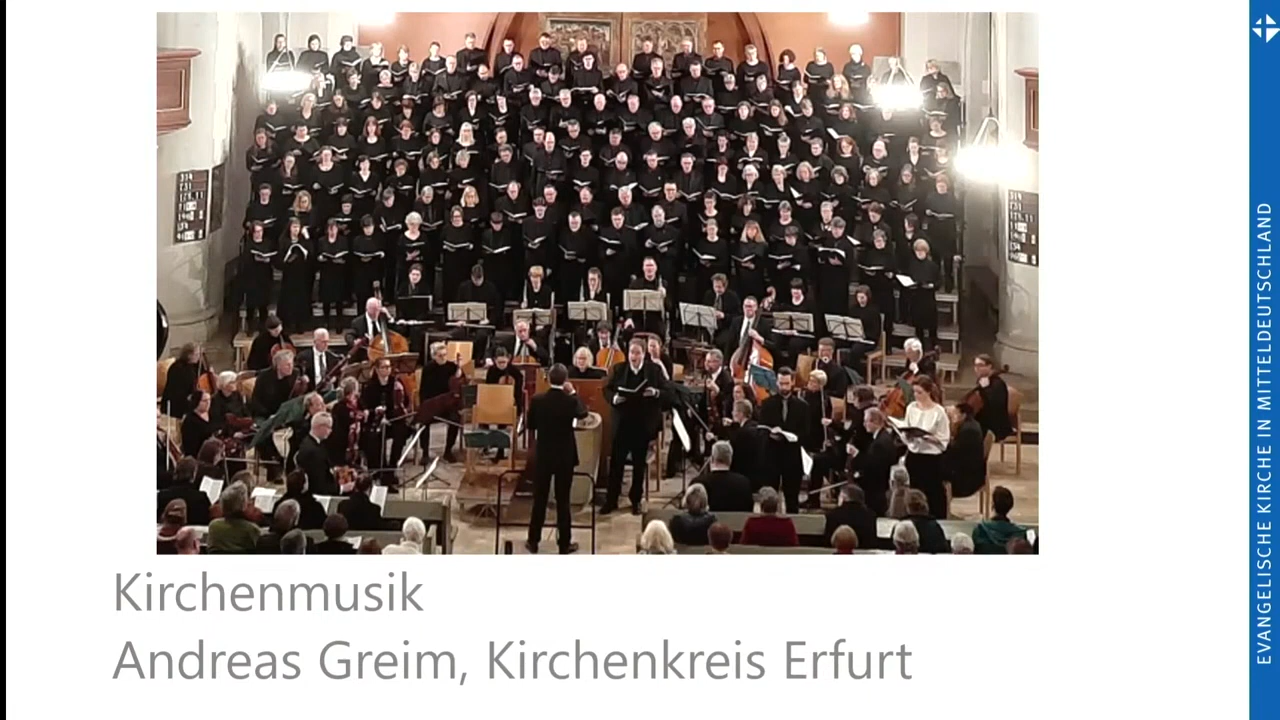 Kirchenmusik
Andreas Greim, Kirchenkreis Erfurt
EVANGELISCHE KIRCHE IN MITTELDEUTSCHLAND